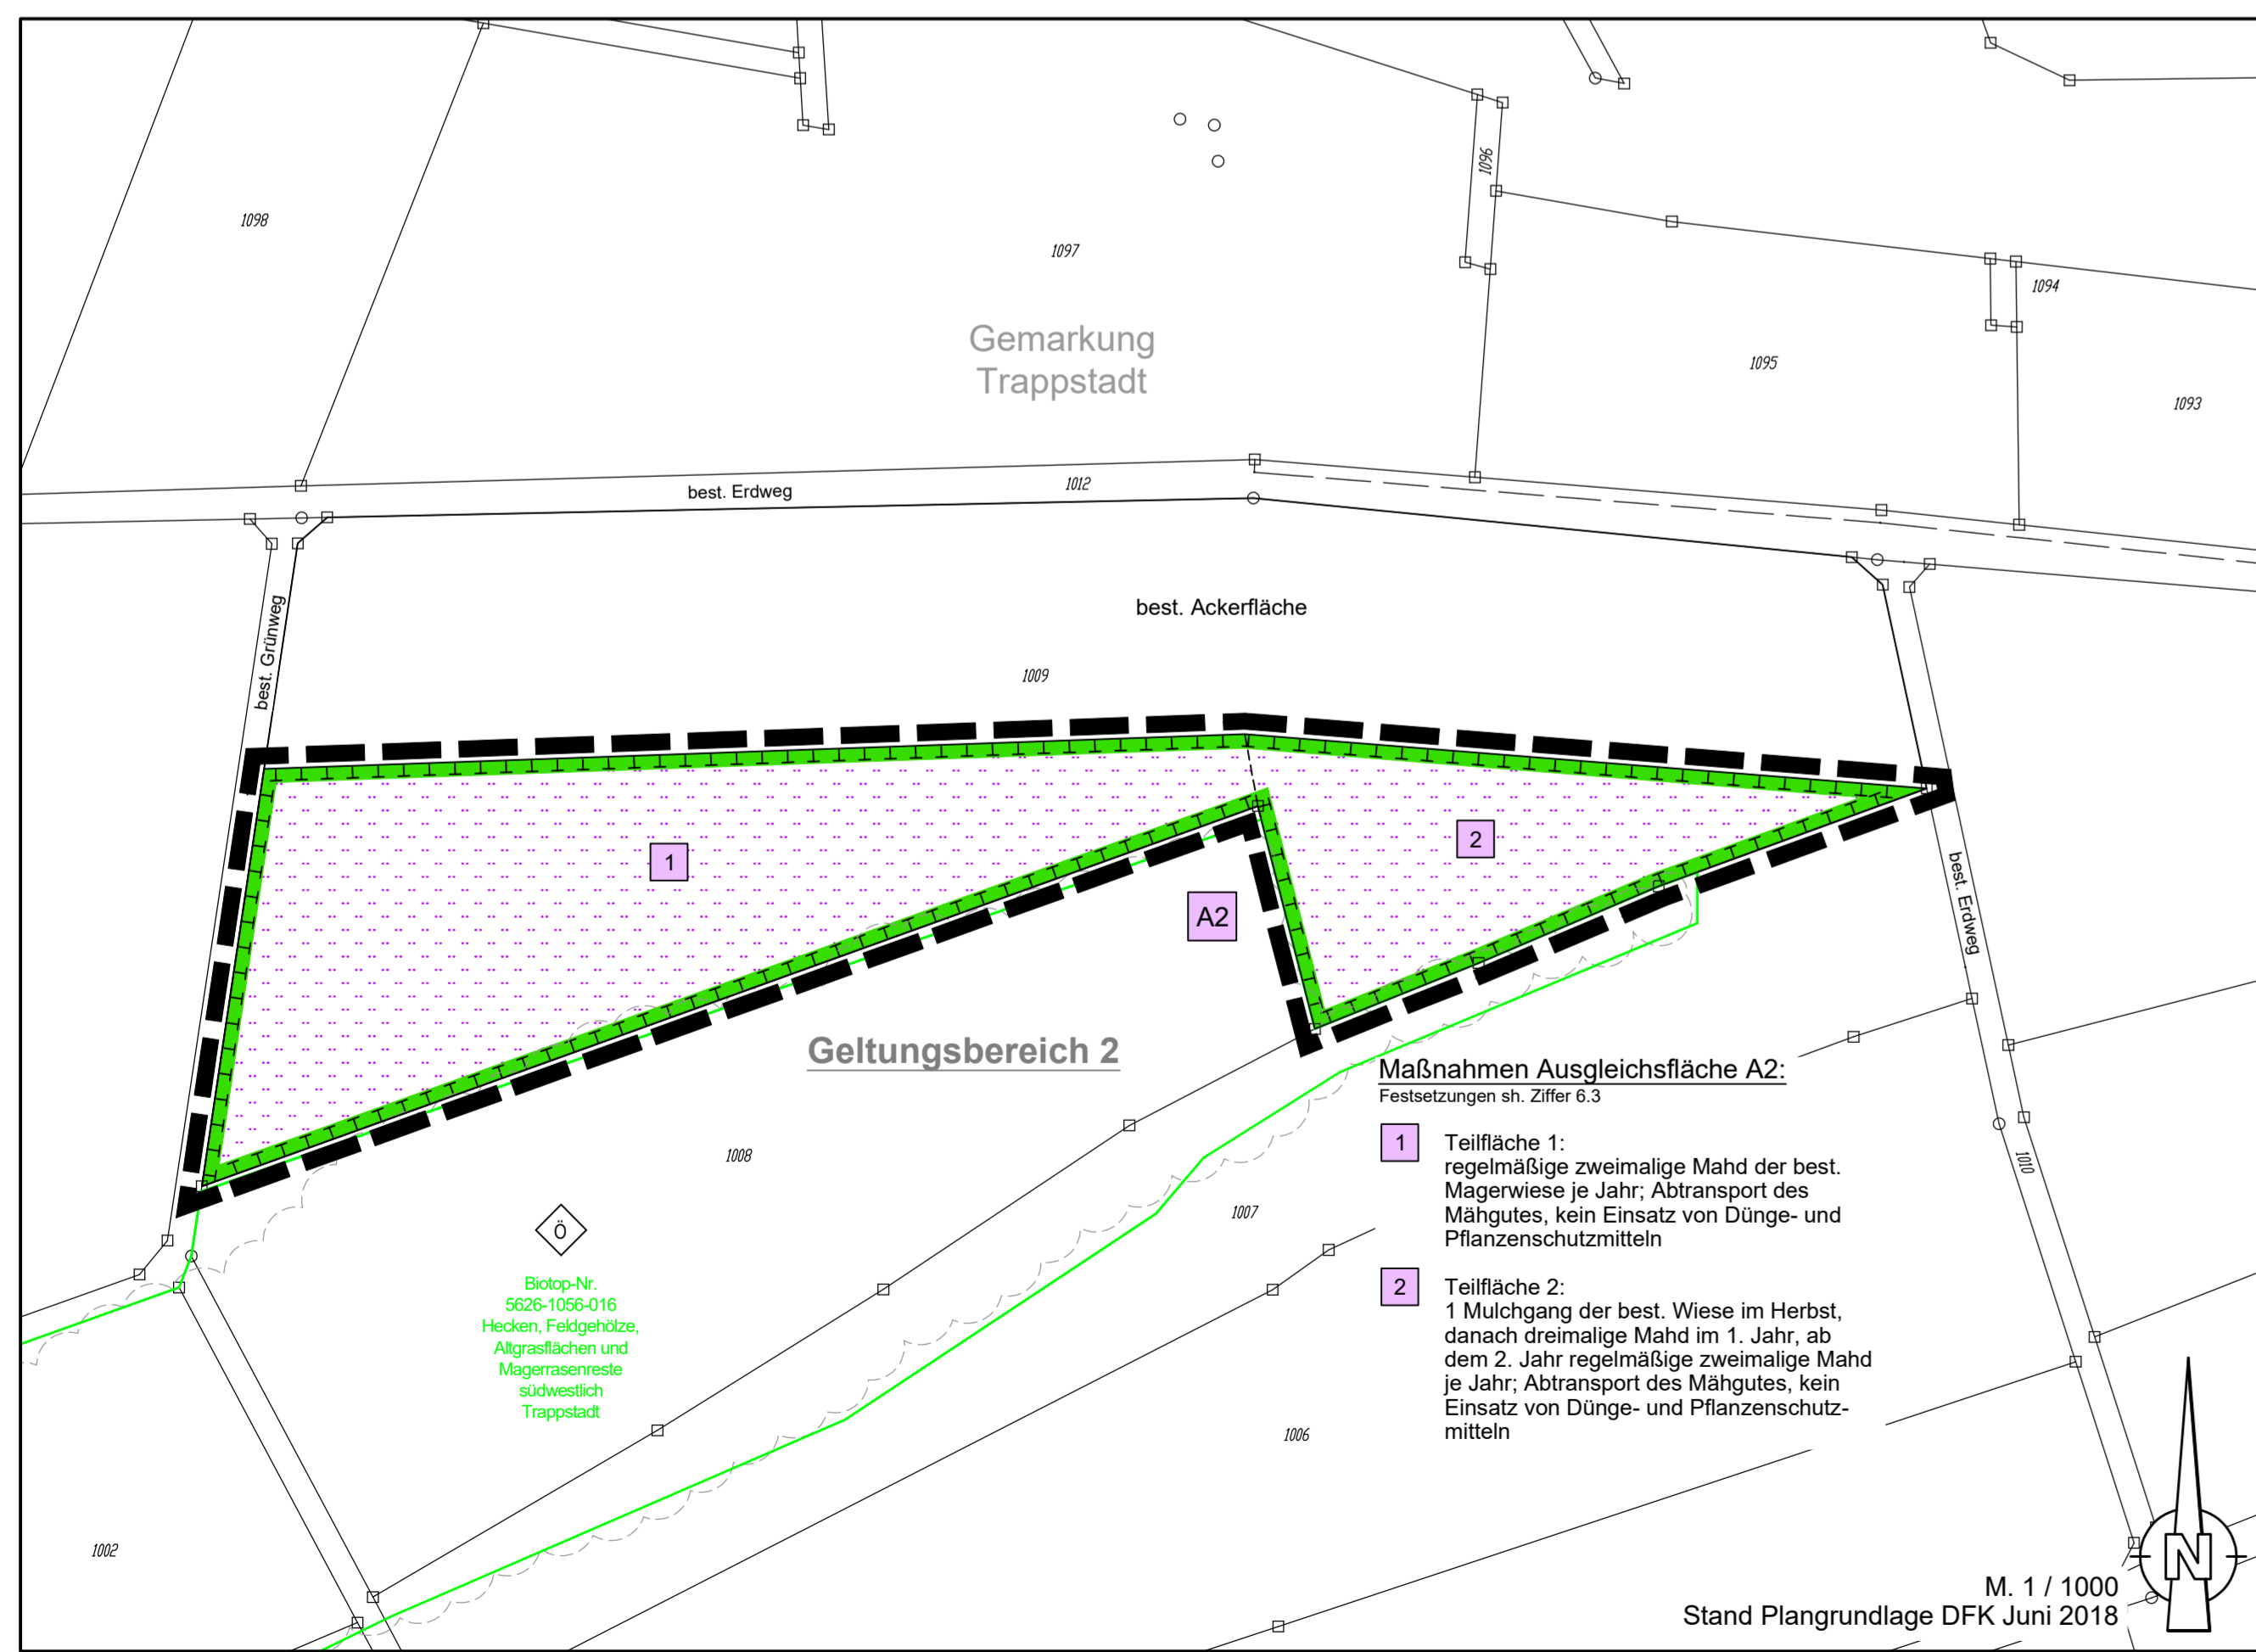 1098
1097
1096
1094
1095
1093
Gemarkung
Trappstadt
best. Erdweg
1012
best. Grünweg
best. Ackerfläche
1009
1
2
A2
best. Erdweg
Geltungsbereich 2
1008
1007
1010
Ö
Biotop-Nr.
5626-1056-016
Hecken, Feldgehölze,
Altgrasflächen und
Magerrasenreste
südwestlich
Trappstadt
Maßnahmen Ausgleichsfläche A2:
Festsetzungen sh. Ziffer 6.3
1
Teilfläche 1:
regelmäßige zweimalige Mahd der best.
Magerwiese je Jahr; Abtransport des
Mähgutes, kein Einsatz von Dünge- und
Pflanzenschutzmitteln
2
Teilfläche 2:
1 Mulchgang der best. Wiese im Herbst,
danach dreimalige Mahd im 1. Jahr, ab
dem 2. Jahr regelmäßige zweimalige Mahd
je Jahr; Abtransport des Mähgutes, kein
Einsatz von Dünge- und Pflanzenschutz-
mitteln
1006
1002
N
M. 1 / 1000
Stand Plangrundlage DFK Juni 2018